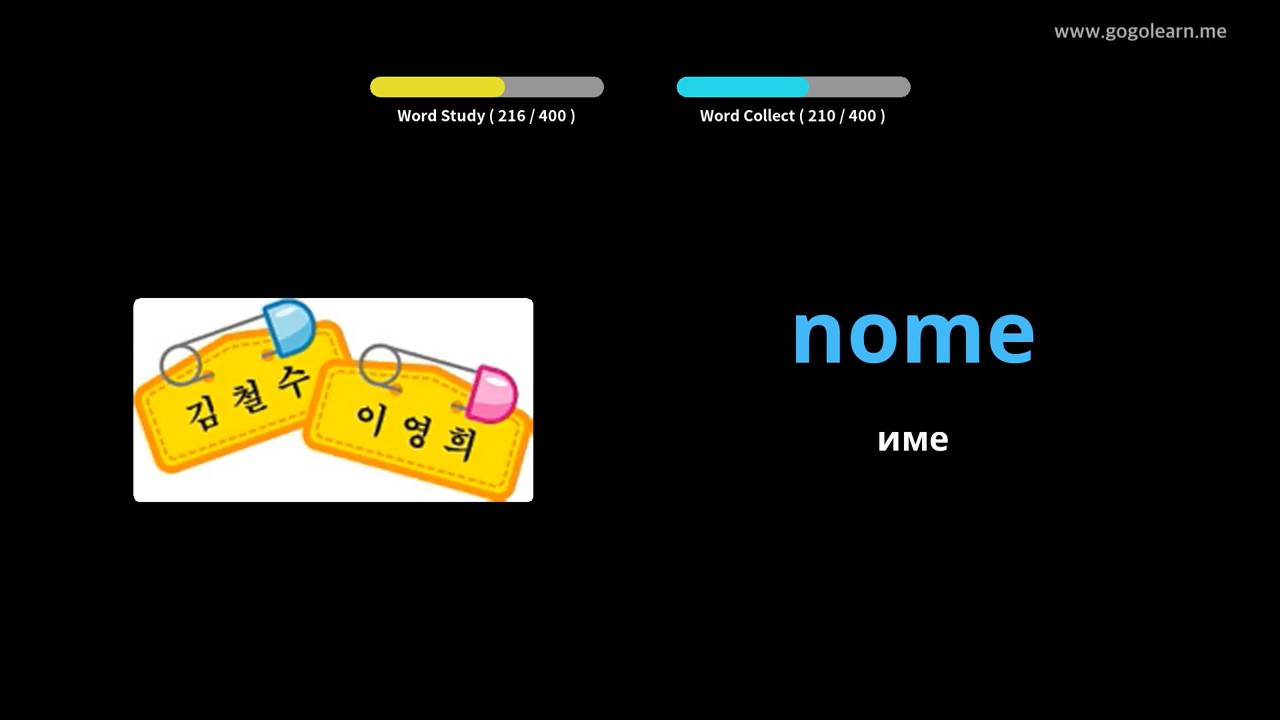 www.gogolearn.me
Word Study ( 216 / 400 )
Word Collect ( 210 / 400 )
김철수
이영희
nome
име